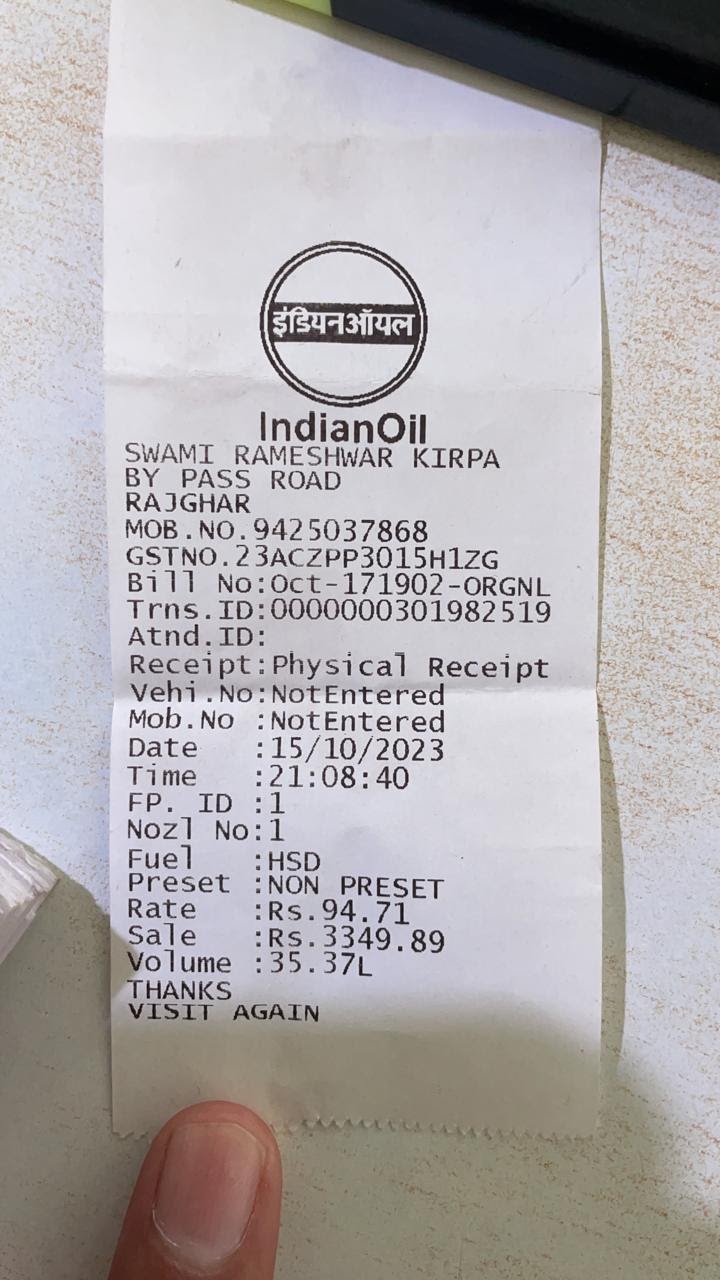 इंडियनऑयल
IndianOil
SWAMI RAMESHWAR KIRPA
BY PASS ROAD
RAJGHAR
MOB.NO.9425037868
GSTNO.23ACZPP3015H1ZG
Bill No:Oct-171902-ORGNL
Trns.ID:0000000301982519
Atnd.ID:
Receipt:Physical Receipt
Vehi.No:NotEntered
Mob.No :NotEntered
Date   :15/10/2023
Time   :21:08:40
FP. ID :1
Nozl No:1
Fuel   :HSD
Preset :NON PRESET
Rate   :Rs.94.71
Sale   :Rs.3349.89
Volume :35.37L
THANKS
VISIT AGAIN